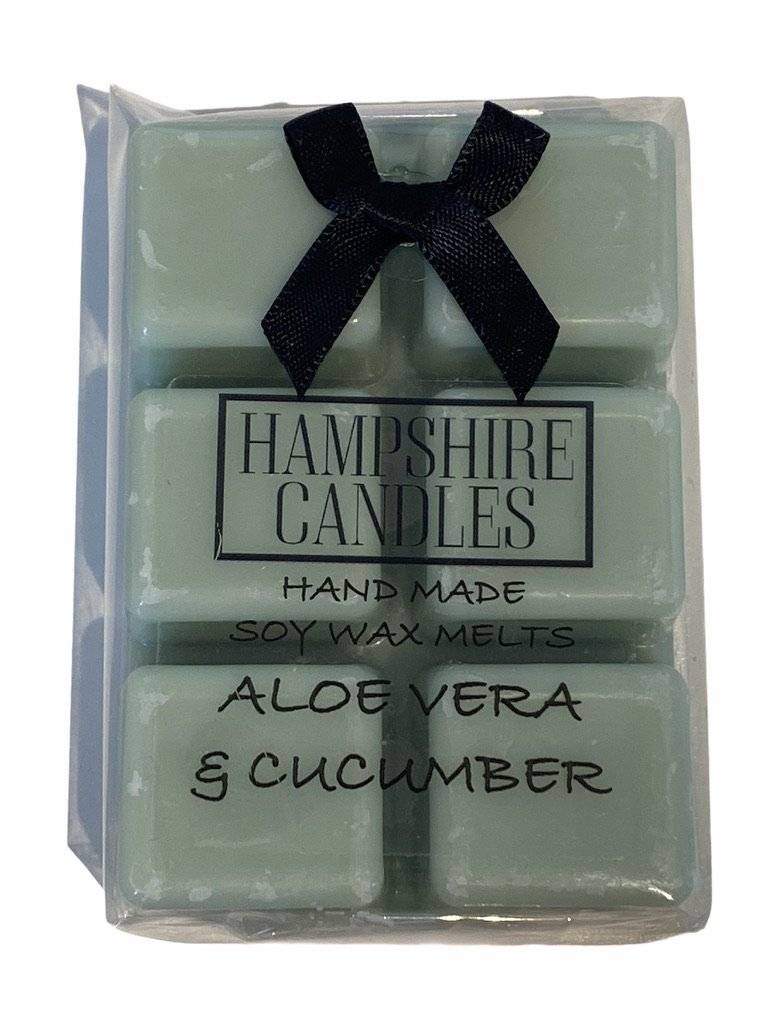 HAMPSHIRE
CANDLES
HAND MADE
SOY WAX MELTS
ALOE VERA
& CUCUMBER